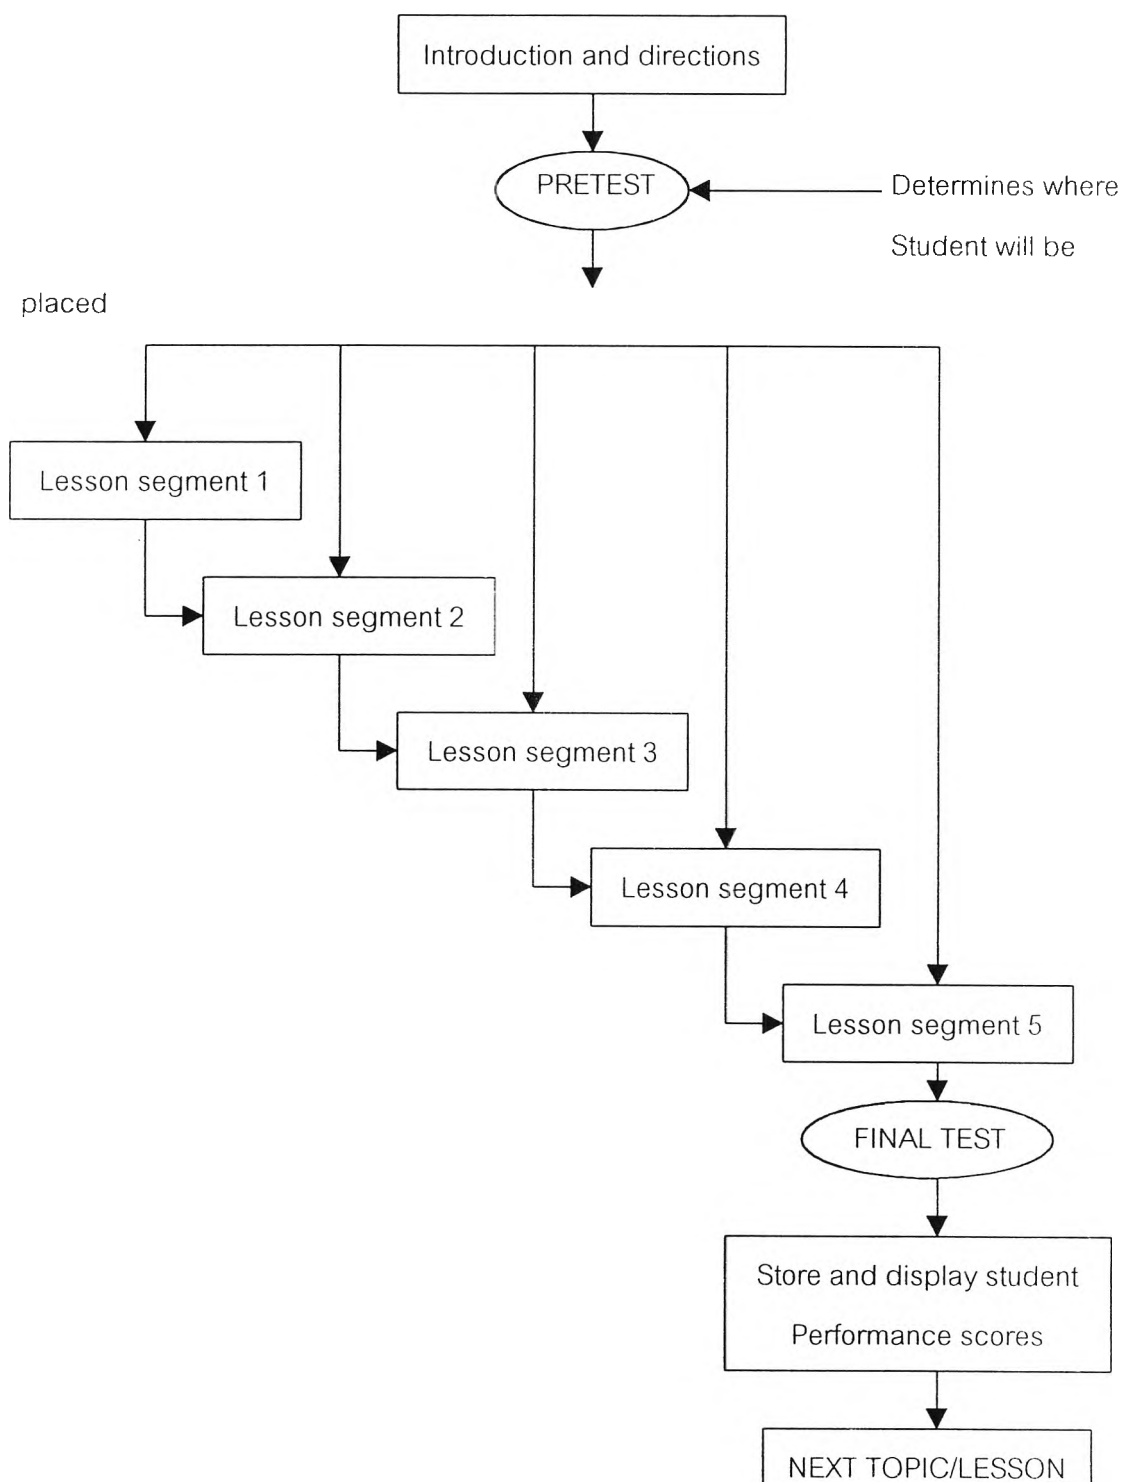 Introduction and directions
PRETEST
Determines where
Student will be
placed
Lesson segment 1
Lesson segment 2
Lesson segment 3
Lesson segment 4
Lesson segment 5
FINAL TEST
Store and display student
Performance scores
NEXT TOPIC/LESSON